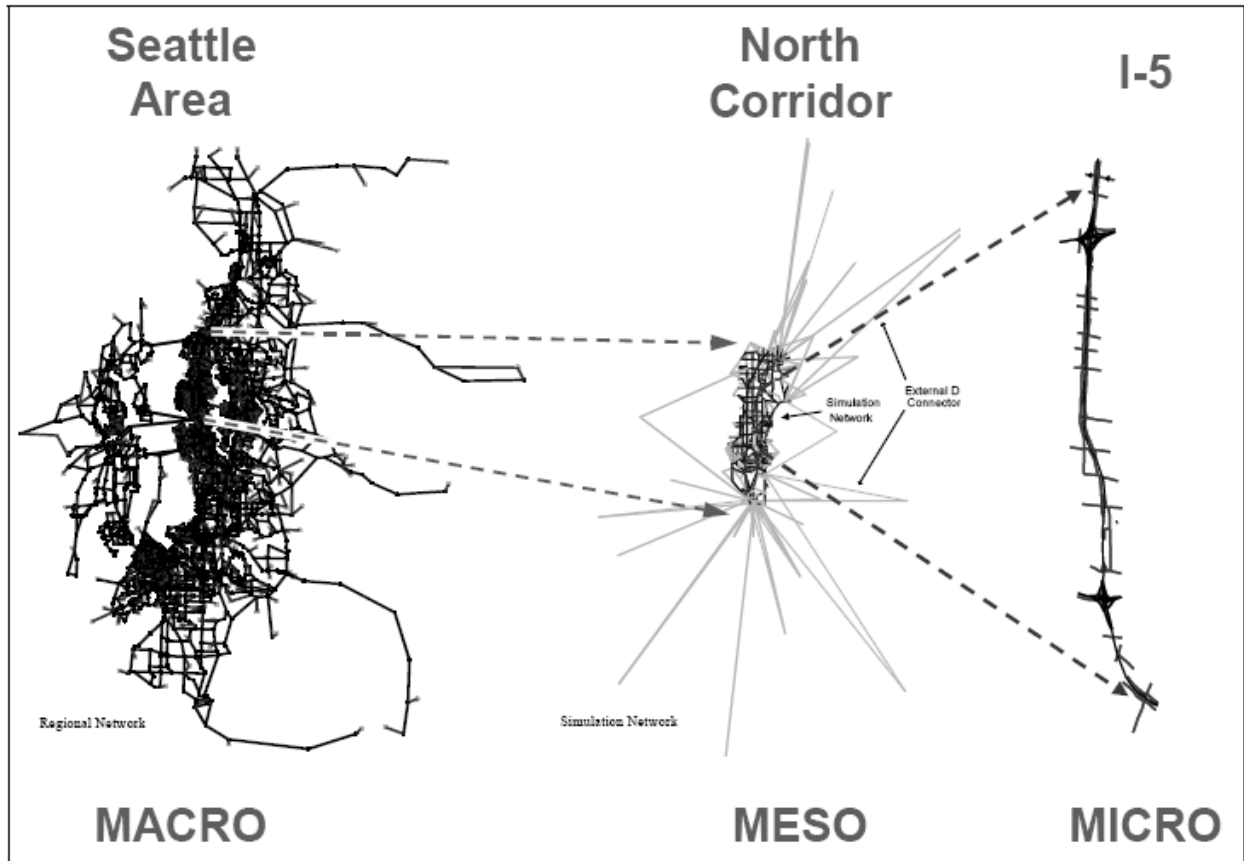 Seattle
Area
North
Corridor
I-5
Simulation
Network
External D
Connector
Regional Network
Simulation Network
MACRO
MESO
MICRO